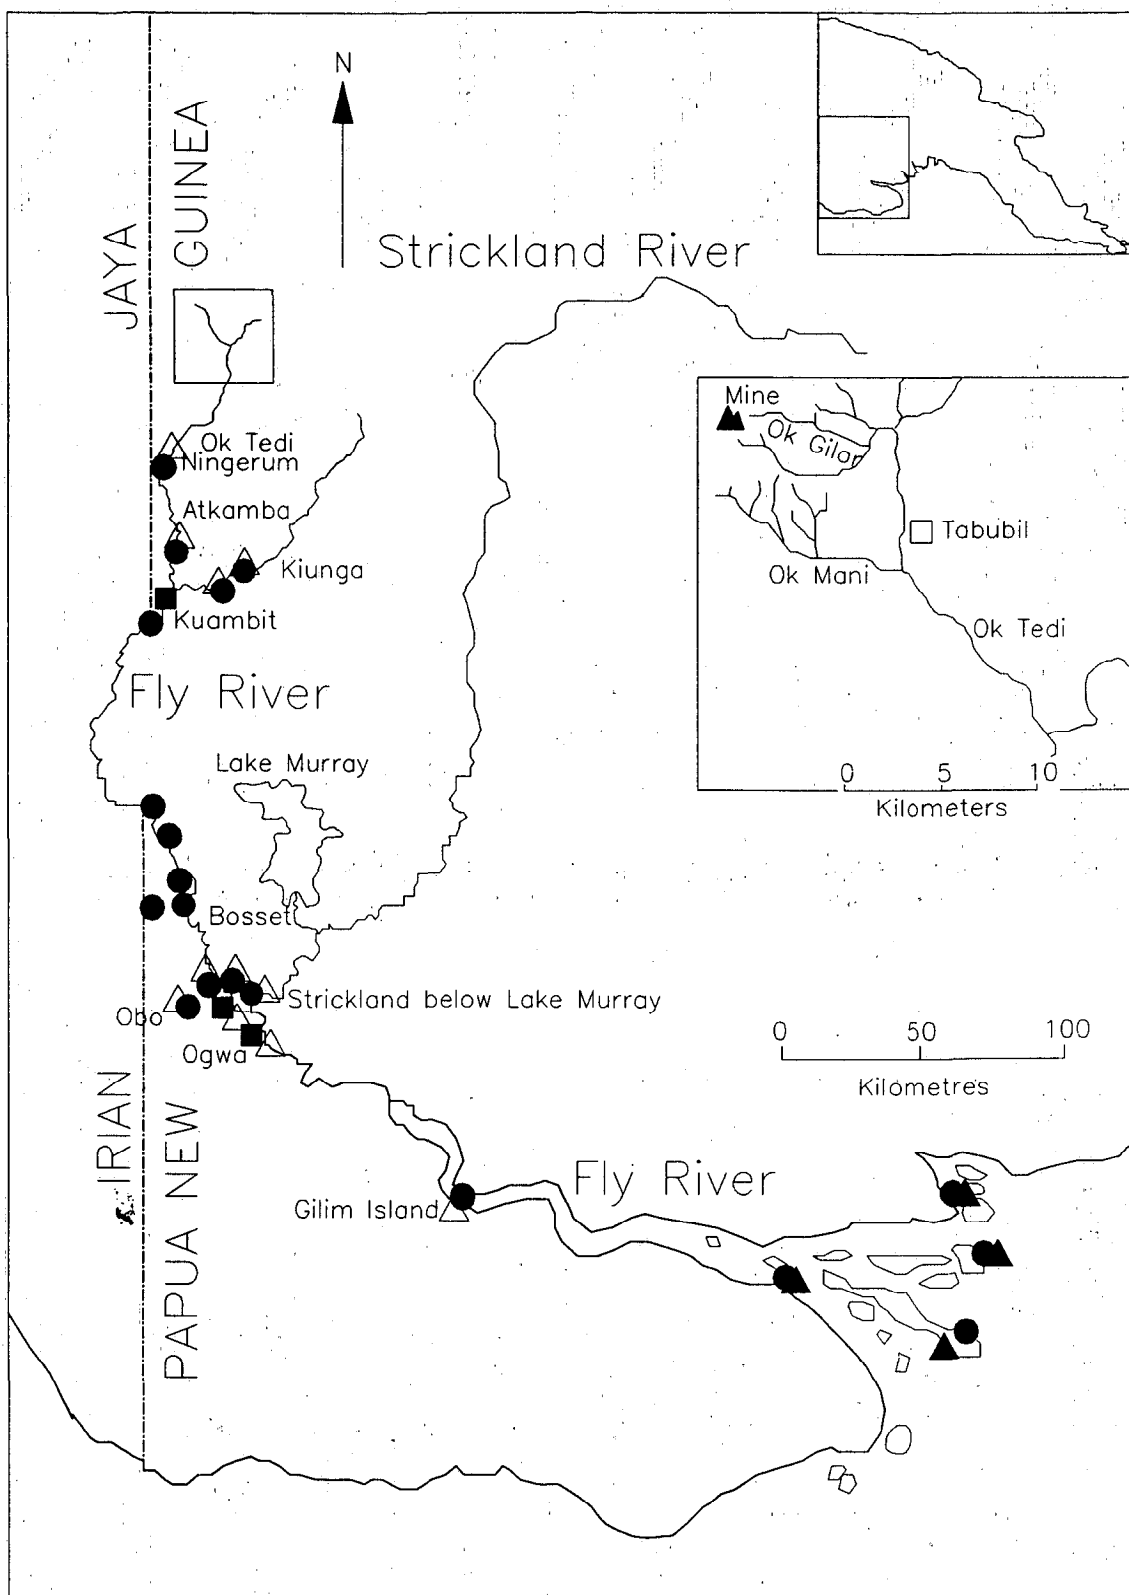 N
JAYA
GUINEA
Strickland River
Mine
Ok Gilor
Ok Tedi
Ningerum
Atkamba
Tabubil
Kiunga
Ok Mani
Kuambit
Ok Tedi
Fly River
Lake Murray
0 5 10
Kilometers
Bosset
Strickland below Lake Murray
Obo
0 50 100
Ogwa
Kilometres
IRIAN
PAPUA NEW
Fly River
Gilim Island